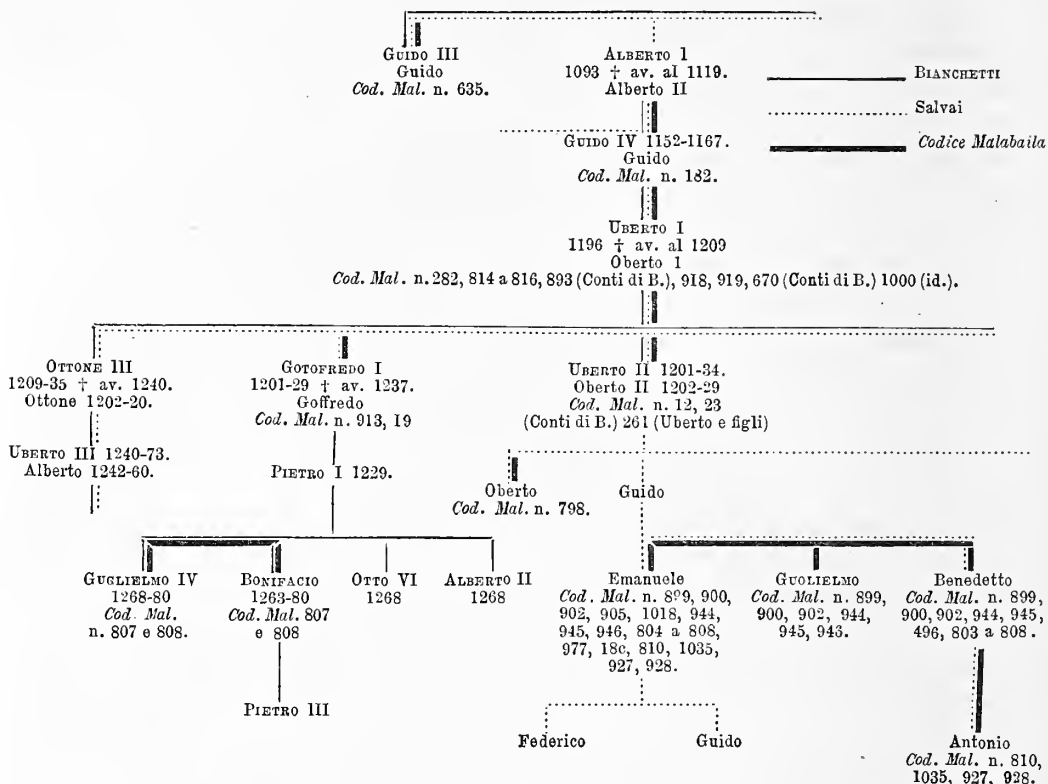 GUIDO III
Guido
Cod. Mal. n. 635.
ALBERTO 1
1093 † av. al 1119.
Alberto II
BIANCHETTI
Salvai
Codice Malabaila
GUIDO IV 1152-1167.
Guido
Cod. Mal. n. 182.
UBERTO I
1196 † av. al 1209
Oberto 1
Cod. Mal. n. 282, 814 a 816, 893 (Conti di B.), 918, 919, 670 (Conti di B.) 1000 (id.).
OTTONE III
1209-35 † av. 1240.
Ottone 1202-20.
GOTOFREDO I
1201-29 † av. 1237.
Goffredo
Cod. Mal. n. 913, 19
UBERTO II 1201-34.
Oberto II 1202-29
Cod. Mal. n. 12, 23
(Conti di B.) 261 (Uberto e figli)
UBERTO III 1240-73.
Alberto 1242-60.
PIETRO I 1229.
Oberto
Cod. Mal. n. 798.
Guido
GUGLIELMO IV
1268-80
Cod. Mal.
n. 807 e 808.
BONIFACIO
1263-80
Cod. Mal. 807
e 808
OTTO VI
1268
ALBERTO II
1268
Emanuele
Cod. Mal. n. 899, 900,
902, 905, 1018, 944,
945, 946, 804 a 808,
977, 18c, 810, 1035,
927, 928.
GUGLIELMO
Cod. Mal. n. 899,
900, 902, 944,
945, 943.
Benedetto
Cod. Mal. n. 899,
900, 902, 944, 945,
496, 803 a 808.
PIETRO III
Federico
Guido
Antonio
Cod. Mal. n. 810,
1035, 927, 928.